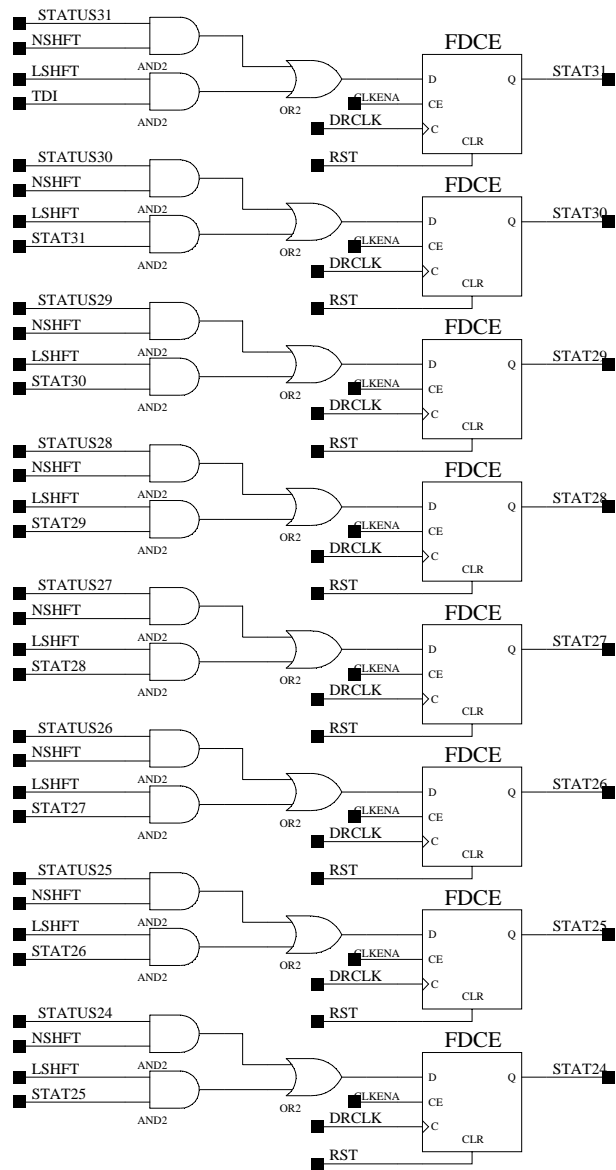 STATUS31
FDCE
NSHFT
AND2
LSHFT
D
Q
STAT31
TDI
CLKENA
CE
AND2
OR2
DRCLK
C
CLR
RST
STATUS30
FDCE
NSHFT
AND2
LSHFT
D
Q
STAT30
STAT31
CLKENA
CE
AND2
OR2
DRCLK
C
CLR
RST
STATUS29
FDCE
NSHFT
AND2
LSHFT
D
Q
STAT29
STAT30
CLKENA
CE
AND2
OR2
DRCLK
C
CLR
RST
STATUS28
FDCE
NSHFT
AND2
LSHFT
D
Q
STAT28
STAT29
CLKENA
CE
AND2
OR2
DRCLK
C
CLR
RST
STATUS27
FDCE
NSHFT
AND2
LSHFT
D
Q
STAT27
STAT28
CLKENA
CE
AND2
OR2
DRCLK
C
CLR
RST
STATUS26
FDCE
NSHFT
AND2
LSHFT
D
Q
STAT26
STAT27
CLKENA
CE
AND2
OR2
DRCLK
C
CLR
RST
STATUS25
FDCE
NSHFT
AND2
LSHFT
D
Q
STAT25
STAT26
CLKENA
CE
AND2
OR2
DRCLK
C
CLR
RST
STATUS24
FDCE
NSHFT
AND2
LSHFT
D
Q
STAT24
STAT25
CLKENA
CE
AND2
OR2
DRCLK
C
CLR
RST